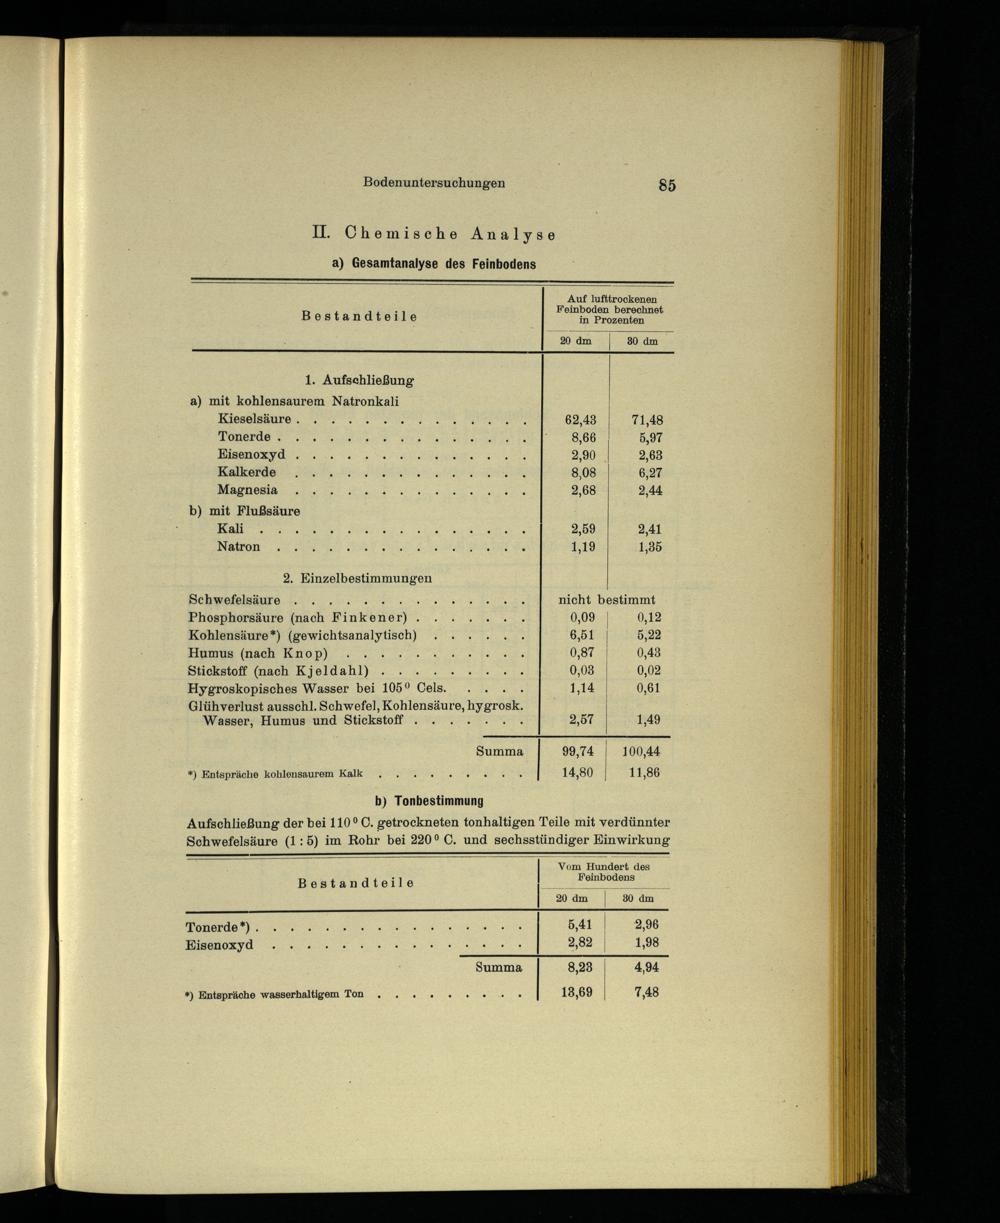 Bodenuntersuchungen 85
II. Chemische Analyse
a) Gesamtanalyse des Feinbodens
Bestandteile
Auf lufttrockenen
Feinboden berechnet
in Prozenten
20 dm 30 dm
1. Aufschließung
a) mit kohlensaurem Natronkali
Kieselsäure . . . . . . . . . . . . . . 62,43 71,48
Tonerde . . . . . . . . . . . . . . . 8,66 5,97
Eisenoxyd . . . . . . . . . . . . . . 2,90 2,63
Kalkerde . . . . . . . . . . . . . . 8,08 6,27
Magnesia . . . . . . . . . . . . . . 2,68 2,44
b) mit Flußsäure
Kali . . . . . . . . . . . . . . . . 2,59 2,41
Natron . . . . . . . . . . . . . . . 1,19 1,35
2. Einzelbestimmungen
Schwefelsäure . . . . . . . . . . . . . . nicht bestimmt
Phosphorsäure (nach Finkener) . . . . . . . 0,09 0,12
Kohlensäure*) (gewichtsanalytisch) . . . . . . 6,51 5,22
Humus (nach Knop) . . . . . . . . . . . 0,87 0,43
Stickstoff (nach Kjeldahl) . . . . . . . . . 0,03 0,02
Hygroskopisches Wasser bei 105⁰ Cels. . . . . 1,14 0,61
Glühverlust ausschl. Schwefel, Kohlensäure, hygrosk.
Wasser, Humus und Stickstoff . . . . . . . 2,57 1,49
Summa 99,74 100,44
*) Entspräche kohlensaurem Kalk . . . . . . . . . 14,80 11,86
b) Tonbestimmung
Aufschließung der bei 110⁰ C. getrockneten tonhaltigen Teile mit verdünnter
Schwefelsäure (1 : 5) im Rohr bei 220⁰ C. und sechsstündiger Einwirkung
Bestandteile
Vom Hundert des
Feinbodens
20 dm 30 dm
Tonerde*) . . . . . . . . . . . . . . . . 5,41 2,96
Eisenoxyd . . . . . . . . . . . . . . . 2,82 1,98
Summa 8,23 4,94
*) Entspräche wasserhaltigem Ton . . . . . . . . . 13,69 7,48